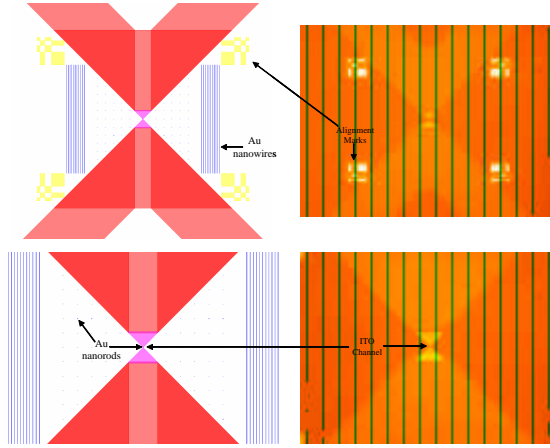 Alignment
Marks
Au
nanowires
Au
nanorods
ITO
Channel